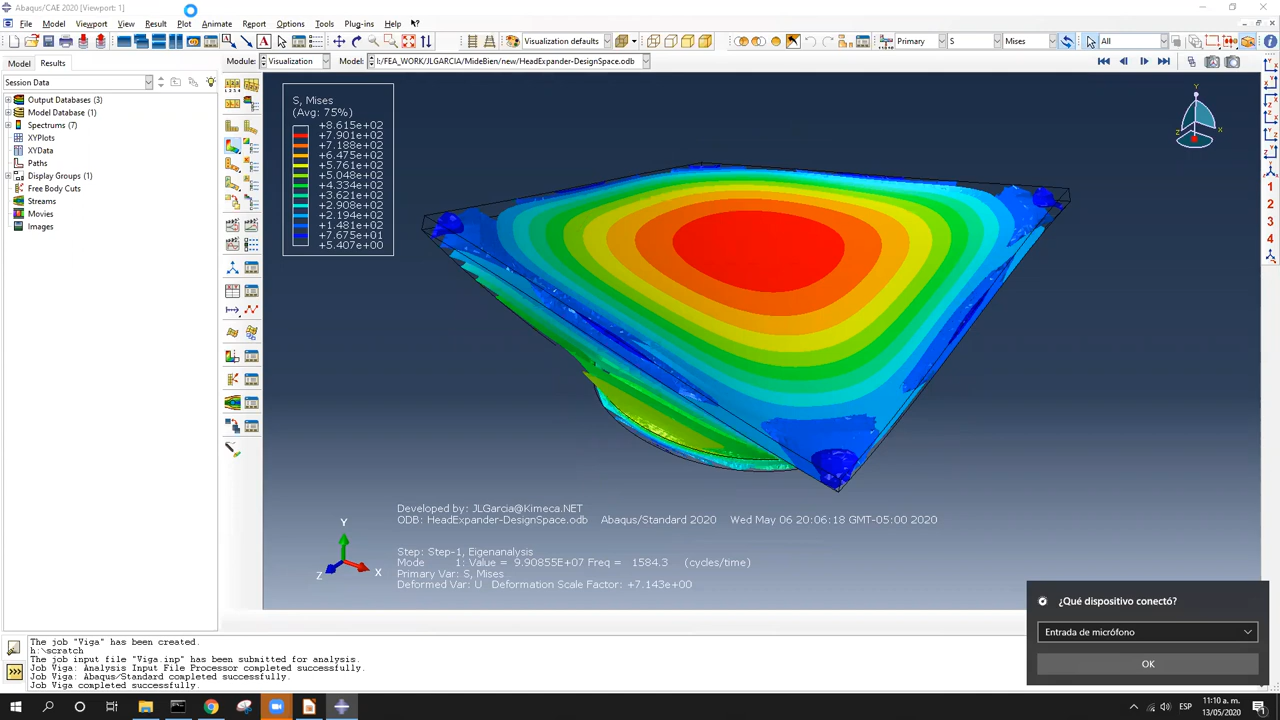 Abaqus/CAE 2020 [Viewport: 1]
File Model Viewport View Result Plot Animate Report Options Tools Plug-ins Help
Visualization defaults Primary S Mises All
Model Results Module: Visualization Model: I:/FEA_WORK/JLGARCIA/MideBien/new/HeadExpander-DesignSpace.odb
Session Data
Output Databases (3)
Model Database (1)
Spectrums (7)
XYPlots
XYData
Paths
Display Groups (1)
Free Body Cuts
Streams
Movies
Images
S, Mises
(Avg: 75%)
+8.615e+02
+7.901e+02
+7.188e+02
+6.475e+02
+5.761e+02
+5.048e+02
+4.334e+02
+3.621e+02
+2.908e+02
+2.194e+02
+1.481e+02
+7.675e+01
+5.407e+00
Y
X
Z
1
2
3
4
Developed by: JLGarcia@Kimeca.NET
ODB: HeadExpander-DesignSpace.odb Abaqus/Standard 2020 Wed May 06 20:06:18 GMT-05:00 2020
Step: Step-1, Eigenanalysis
Mode 1: Value = 9.90855E+07 Freq = 1584.3 (cycles/time)
Primary Var: S, Mises
Deformed Var: U Deformation Scale Factor: +7.143e+00
Y
X
Z
¿Qué dispositivo conectó?
Entrada de micrófono
OK
The job "Viga" has been created.
h:\scratch
The job input file "Viga.inp" has been submitted for analysis.
Job Viga: Analysis Input File Processor completed successfully.
Job Viga: Abaqus/Standard completed successfully.
Job Viga completed successfully.
ESP
11:10 a. m.
13/05/2020